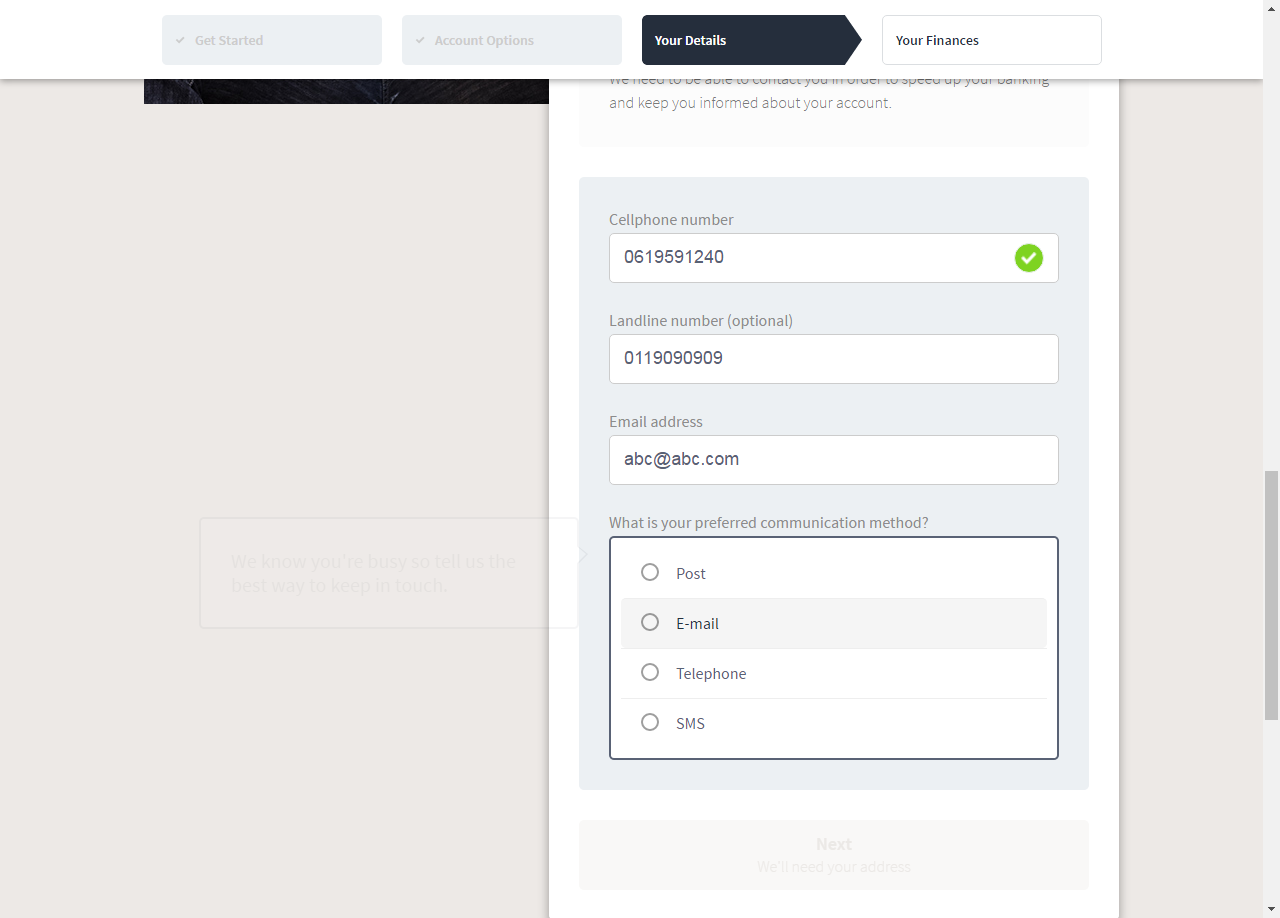 Get Started
Account Options
Your Details
Your Finances
We need to be able to contact you in order to speed up your banking
and keep you informed about your account.
Cellphone number
0619591240
Landline number (optional)
0119090909
Email address
abc@abc.com
What is your preferred communication method?
We know you're busy so tell us the
best way to keep in touch.
Post
E-mail
Telephone
SMS
Next
We'll need your address